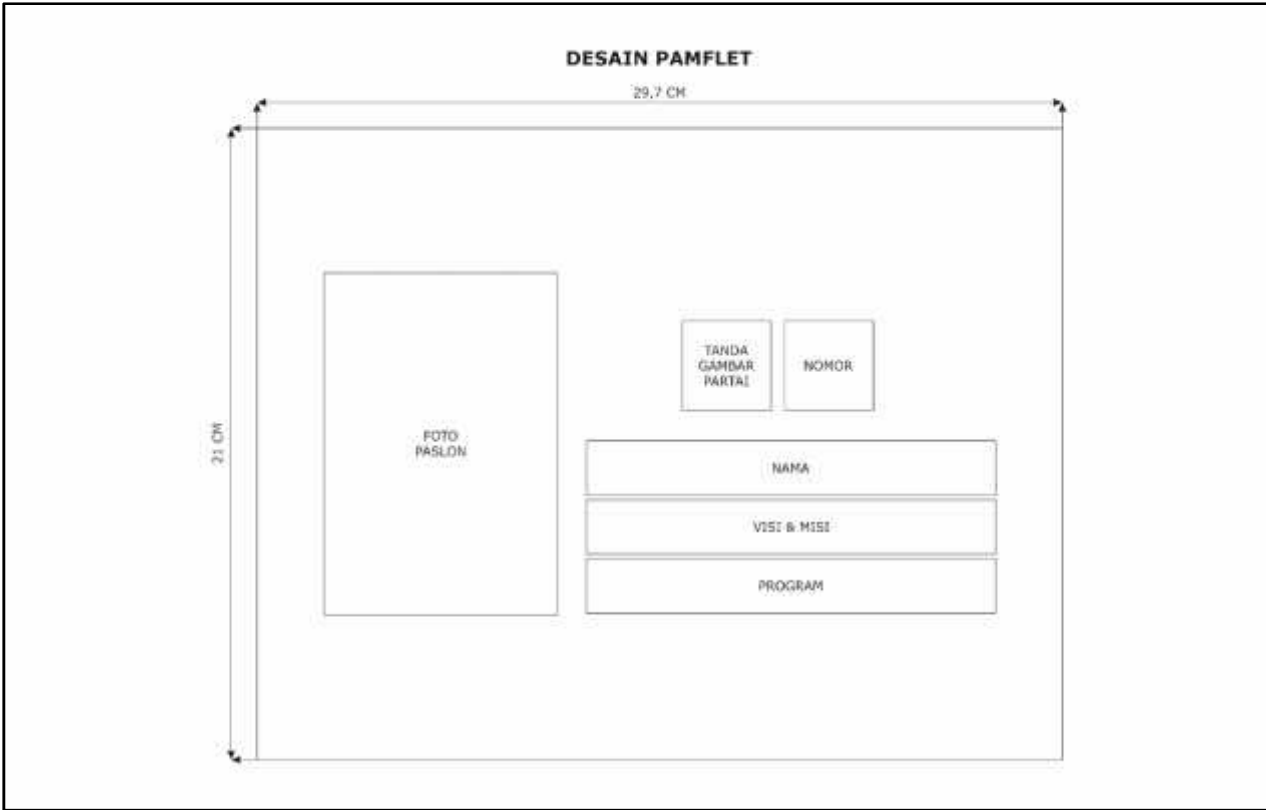 DESAIN PAMFLET
29,7 CM
21 CM
FOTO
PASLON
TANDA
GAMBAR
PARTAI
NOMOR
NAMA
VISI & MISI
PROGRAM